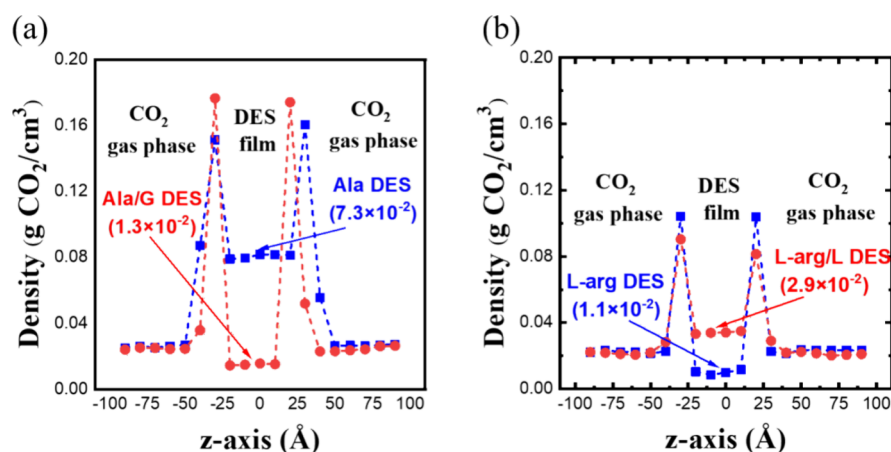 (a)
Density (g CO₂/cm³)
0.20
0.16
0.12
0.08
0.04
0.00
CO₂
gas phase
DES
film
CO₂
gas phase
Ala/G DES
(1.3×10⁻²)
Ala DES
(7.3×10⁻²)
-100 -75 -50 -25 0 25 50 75 100
z-axis (Å)
(b)
Density (g CO₂/cm³)
0.20
0.16
0.12
0.08
0.04
0.00
CO₂
gas phase
DES
film
CO₂
gas phase
L-arg DES
(1.1×10⁻²)
L-arg/L DES
(2.9×10⁻²)
-100 -75 -50 -25 0 25 50 75 100
z-axis (Å)